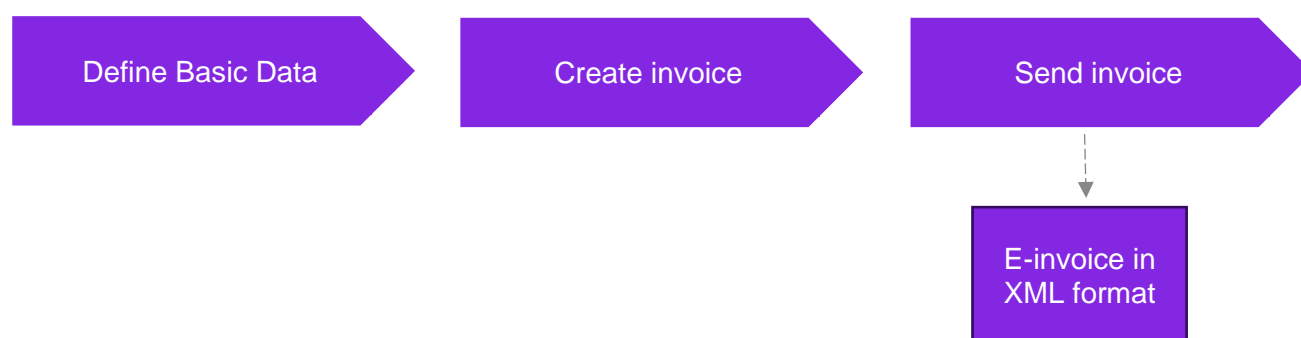 Define Basic Data
Create invoice
Send invoice
E-invoice in
XML format